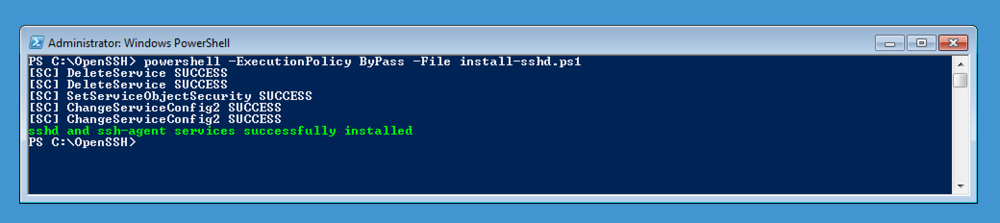 Administrator: Windows PowerShell
PS C:\OpenSSH> powershell -ExecutionPolicy ByPass -File install-sshd.ps1
[SC] DeleteService SUCCESS
[SC] DeleteService SUCCESS
[SC] SetServiceObjectSecurity SUCCESS
[SC] ChangeServiceConfig2 SUCCESS
[SC] ChangeServiceConfig2 SUCCESS
sshd and ssh-agent services successfully installed
PS C:\OpenSSH>